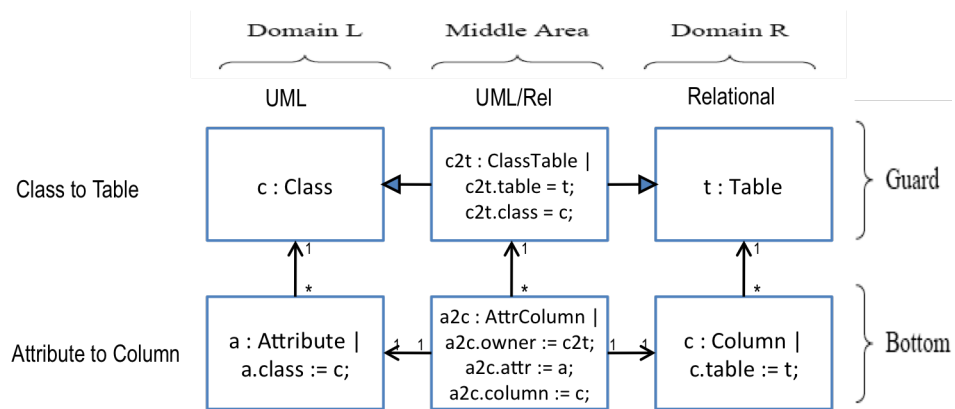 Domain L
Middle Area
Domain R
UML
UML/Rel
Relational
Class to Table
c : Class
c2t : ClassTable |
c2t.table = t;
c2t.class = c;
t : Table
Guard
1
1
1
*
*
*
Attribute to Column
a : Attribute |
a.class := c;
1
1
a2c : AttrColumn |
a2c.owner := c2t;
a2c.attr := a;
a2c.column := c;
1
1
c : Column |
c.table := t;
Bottom